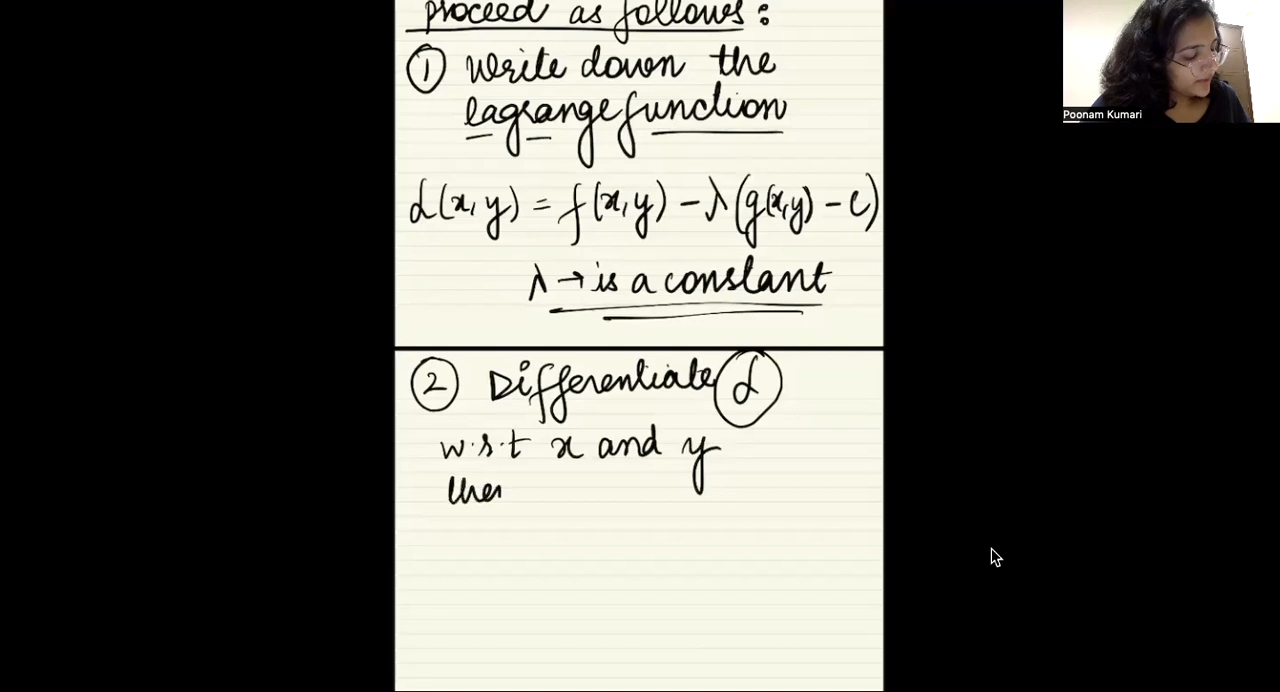 proceed as follows :
① Write down the
lagrange function
L(x, y) = f(x, y) - λ(g(x,y) - c)
λ → is a constant
② Differentiate L
w.r.t x and y
then
Poonam Kumari